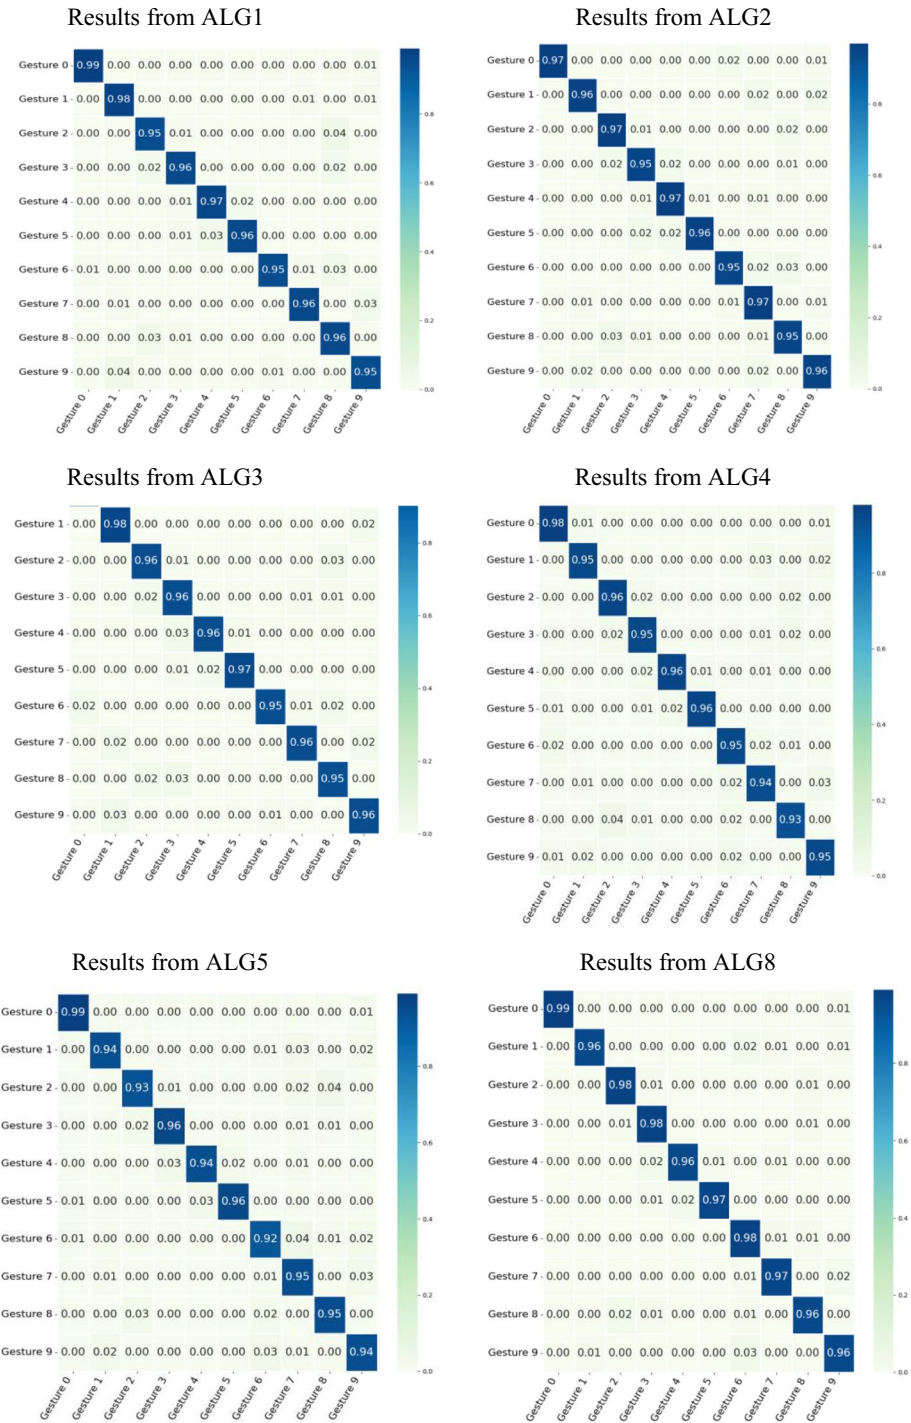 Results from ALG1
Results from ALG2
Gesture 0 0.99 0.00 0.00 0.00 0.00 0.00 0.00 0.00 0.00 0.01
Gesture 1 0.00 0.98 0.00 0.00 0.00 0.00 0.00 0.01 0.00 0.01
Gesture 2 0.00 0.00 0.95 0.01 0.00 0.00 0.00 0.00 0.04 0.00
Gesture 3 0.00 0.00 0.02 0.96 0.00 0.00 0.00 0.00 0.02 0.00
Gesture 4 0.00 0.00 0.00 0.01 0.97 0.02 0.00 0.00 0.00 0.00
Gesture 5 0.00 0.00 0.00 0.01 0.03 0.96 0.00 0.00 0.00 0.00
Gesture 6 0.01 0.00 0.00 0.00 0.00 0.00 0.95 0.01 0.03 0.00
Gesture 7 0.00 0.01 0.00 0.00 0.00 0.00 0.00 0.96 0.00 0.03
Gesture 8 0.00 0.00 0.03 0.01 0.00 0.00 0.00 0.00 0.96 0.00
Gesture 9 0.00 0.04 0.00 0.00 0.00 0.00 0.01 0.00 0.00 0.95
Gesture 0 Gesture 1 Gesture 2 Gesture 3 Gesture 4 Gesture 5 Gesture 6 Gesture 7 Gesture 8 Gesture 9
0.8
0.6
0.4
0.2
0.0
Gesture 0 0.97 0.00 0.00 0.00 0.00 0.00 0.02 0.00 0.00 0.01
Gesture 1 0.00 0.96 0.00 0.00 0.00 0.00 0.00 0.02 0.00 0.02
Gesture 2 0.00 0.00 0.97 0.01 0.00 0.00 0.00 0.00 0.02 0.00
Gesture 3 0.00 0.00 0.02 0.95 0.02 0.00 0.00 0.00 0.01 0.00
Gesture 4 0.00 0.00 0.00 0.01 0.97 0.01 0.00 0.01 0.00 0.00
Gesture 5 0.00 0.00 0.00 0.02 0.02 0.96 0.00 0.00 0.00 0.00
Gesture 6 0.00 0.00 0.00 0.00 0.00 0.00 0.95 0.02 0.03 0.00
Gesture 7 0.00 0.01 0.00 0.00 0.00 0.00 0.01 0.97 0.00 0.01
Gesture 8 0.00 0.00 0.03 0.01 0.00 0.00 0.00 0.01 0.95 0.00
Gesture 9 0.00 0.02 0.00 0.00 0.00 0.00 0.00 0.02 0.00 0.96
Gesture 0 Gesture 1 Gesture 2 Gesture 3 Gesture 4 Gesture 5 Gesture 6 Gesture 7 Gesture 8 Gesture 9
0.8
0.6
0.4
0.2
0.0
Results from ALG3
Results from ALG4
Gesture 1 0.00 0.98 0.00 0.00 0.00 0.00 0.00 0.00 0.00 0.02
Gesture 2 0.00 0.00 0.96 0.01 0.00 0.00 0.00 0.00 0.03 0.00
Gesture 3 0.00 0.00 0.02 0.96 0.00 0.00 0.00 0.01 0.01 0.00
Gesture 4 0.00 0.00 0.00 0.03 0.96 0.01 0.00 0.00 0.00 0.00
Gesture 5 0.00 0.00 0.00 0.01 0.02 0.97 0.00 0.00 0.00 0.00
Gesture 6 0.02 0.00 0.00 0.00 0.00 0.00 0.95 0.01 0.02 0.00
Gesture 7 0.00 0.02 0.00 0.00 0.00 0.00 0.00 0.96 0.00 0.02
Gesture 8 0.00 0.00 0.02 0.03 0.00 0.00 0.00 0.00 0.95 0.00
Gesture 9 0.00 0.03 0.00 0.00 0.00 0.00 0.01 0.00 0.00 0.96
Gesture 0 Gesture 1 Gesture 2 Gesture 3 Gesture 4 Gesture 5 Gesture 6 Gesture 7 Gesture 8 Gesture 9
0.8
0.6
0.4
0.2
0.0
Gesture 0 0.98 0.01 0.00 0.00 0.00 0.00 0.00 0.00 0.00 0.01
Gesture 1 0.00 0.95 0.00 0.00 0.00 0.00 0.00 0.03 0.00 0.02
Gesture 2 0.00 0.00 0.96 0.02 0.00 0.00 0.00 0.00 0.02 0.00
Gesture 3 0.00 0.00 0.02 0.95 0.00 0.00 0.00 0.01 0.02 0.00
Gesture 4 0.00 0.00 0.00 0.02 0.96 0.01 0.00 0.01 0.00 0.00
Gesture 5 0.01 0.00 0.00 0.01 0.02 0.96 0.00 0.00 0.00 0.00
Gesture 6 0.02 0.00 0.00 0.00 0.00 0.00 0.95 0.02 0.01 0.00
Gesture 7 0.00 0.01 0.00 0.00 0.00 0.00 0.02 0.94 0.00 0.03
Gesture 8 0.00 0.00 0.04 0.01 0.00 0.00 0.02 0.00 0.93 0.00
Gesture 9 0.01 0.02 0.00 0.00 0.00 0.00 0.02 0.00 0.00 0.95
Gesture 0 Gesture 1 Gesture 2 Gesture 3 Gesture 4 Gesture 5 Gesture 6 Gesture 7 Gesture 8 Gesture 9
0.8
0.6
0.4
0.2
0.0
Results from ALG5
Results from ALG8
Gesture 0 0.99 0.00 0.00 0.00 0.00 0.00 0.00 0.00 0.00 0.01
Gesture 1 0.00 0.94 0.00 0.00 0.00 0.00 0.01 0.03 0.00 0.02
Gesture 2 0.00 0.00 0.93 0.01 0.00 0.00 0.00 0.02 0.04 0.00
Gesture 3 0.00 0.00 0.02 0.96 0.00 0.00 0.00 0.01 0.01 0.00
Gesture 4 0.00 0.00 0.00 0.03 0.94 0.02 0.00 0.01 0.00 0.00
Gesture 5 0.01 0.00 0.00 0.00 0.03 0.96 0.00 0.00 0.00 0.00
Gesture 6 0.01 0.00 0.00 0.00 0.00 0.00 0.92 0.04 0.01 0.02
Gesture 7 0.00 0.01 0.00 0.00 0.00 0.00 0.01 0.95 0.00 0.03
Gesture 8 0.00 0.00 0.03 0.00 0.00 0.00 0.02 0.00 0.95 0.00
Gesture 9 0.00 0.02 0.00 0.00 0.00 0.00 0.03 0.01 0.00 0.94
Gesture 0 Gesture 1 Gesture 2 Gesture 3 Gesture 4 Gesture 5 Gesture 6 Gesture 7 Gesture 8 Gesture 9
0.8
0.6
0.4
0.2
0.0
Gesture 0 0.99 0.00 0.00 0.00 0.00 0.00 0.00 0.00 0.00 0.01
Gesture 1 0.00 0.96 0.00 0.00 0.00 0.00 0.02 0.01 0.00 0.01
Gesture 2 0.00 0.00 0.98 0.01 0.00 0.00 0.00 0.00 0.01 0.00
Gesture 3 0.00 0.00 0.01 0.98 0.00 0.00 0.00 0.00 0.01 0.00
Gesture 4 0.00 0.00 0.00 0.02 0.96 0.01 0.00 0.01 0.00 0.00
Gesture 5 0.00 0.00 0.00 0.01 0.02 0.97 0.00 0.00 0.00 0.00
Gesture 6 0.00 0.00 0.00 0.00 0.00 0.00 0.98 0.01 0.01 0.00
Gesture 7 0.00 0.00 0.00 0.00 0.00 0.00 0.01 0.97 0.00 0.02
Gesture 8 0.00 0.00 0.02 0.01 0.00 0.00 0.01 0.00 0.96 0.00
Gesture 9 0.00 0.01 0.00 0.00 0.00 0.00 0.03 0.00 0.00 0.96
Gesture 0 Gesture 1 Gesture 2 Gesture 3 Gesture 4 Gesture 5 Gesture 6 Gesture 7 Gesture 8 Gesture 9
0.8
0.6
0.4
0.2
0.0